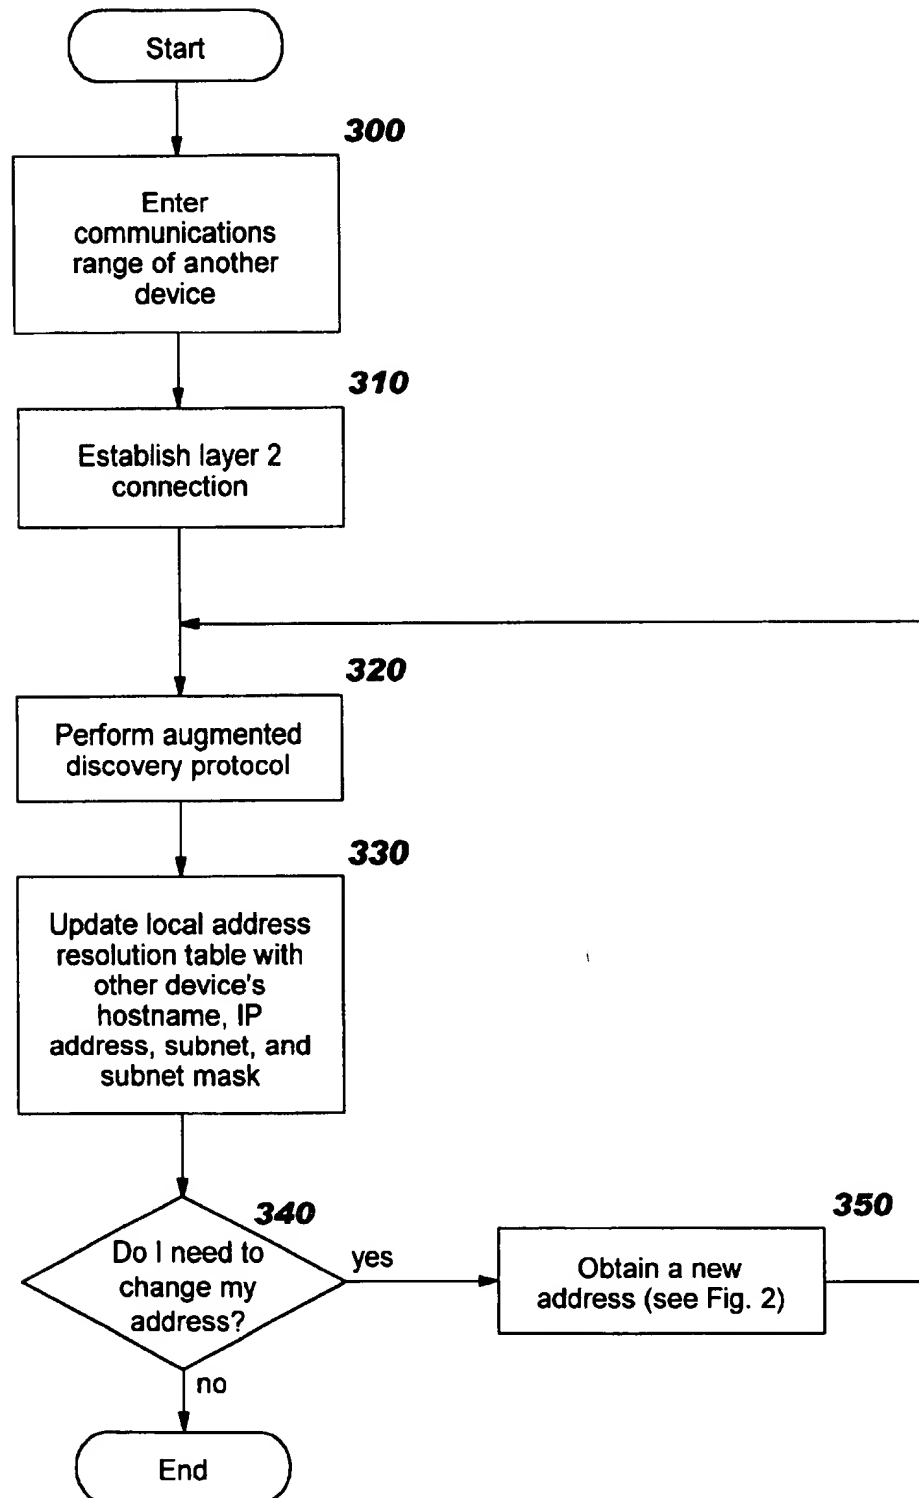 Start
300
Enter
communications
range of another
device
310
Establish layer 2
connection
320
Perform augmented
discovery protocol
330
Update local address
resolution table with
other device's
hostname, IP
address, subnet, and
subnet mask
340
Do I need to
change my
address?
yes
350
Obtain a new
address (see Fig. 2)
no
End